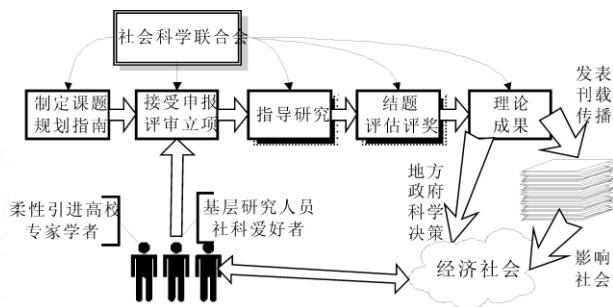 社会科学联合会
制定课题
规划指南
接受申报
评审立项
指导研究
结题
评估评奖
理论
成果
发表
刊载
传播
地方
政府
科学
决策
柔性引进高校
专家学者
基层研究人员
社科爱好者
经济社会
影响
社会